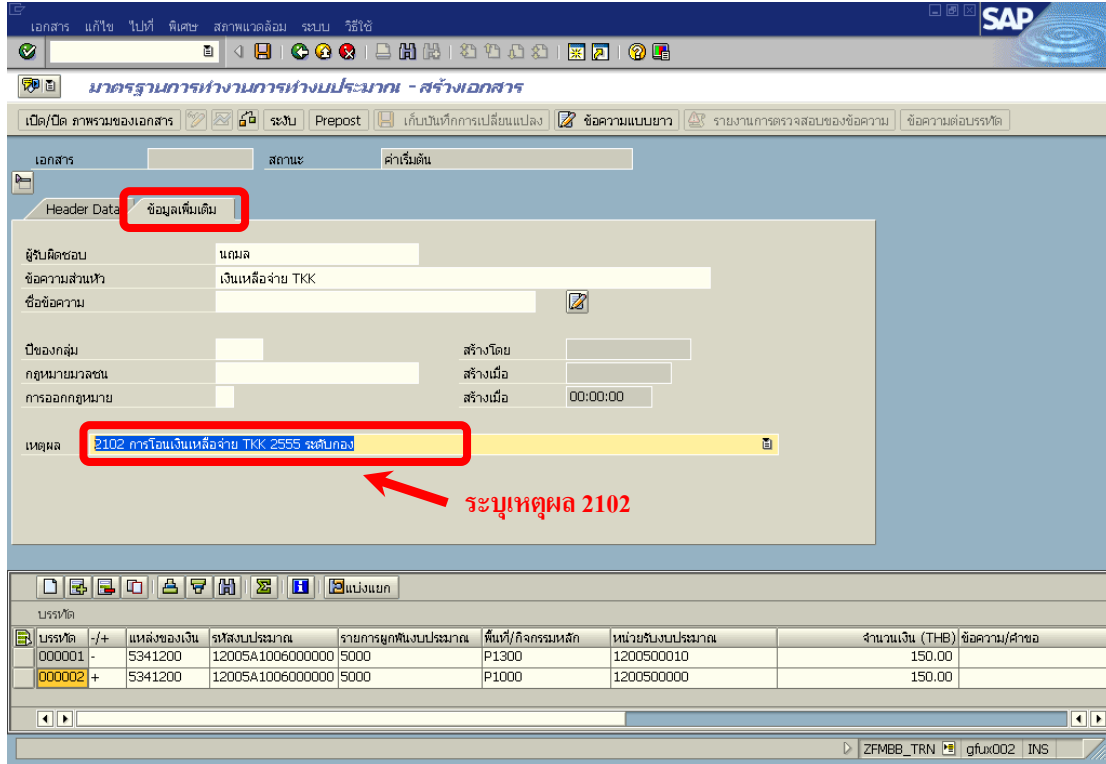 เอกสาร แก้ไข ไปที่ พิเศษ สภาพแวดล้อม ระบบ วิธีใช้
SAP
มาตรฐานการทำงานการทำงบประมาณ - สร้างเอกสาร
เปิด/ปิด ภาพรวมของเอกสาร ระงับ Prepost เก็บบันทึกการเปลี่ยนแปลง ข้อความแบบยาว รายงานการตรวจสอบของข้อความ ข้อความต่อบรรทัด
เอกสาร สถานะ ค่าเริ่มต้น
Header Data ข้อมูลเพิ่มเติม
ผู้รับผิดชอบ นฤมล
ข้อความส่วนหัว เงินเหลือจ่าย TKK
ชื่อข้อความ
ปีของกลุ่ม สร้างโดย
กฎหมายมวลชน สร้างเมื่อ
การออกกฎหมาย สร้างเมื่อ 00:00:00
เหตุผล 2102 การโอนเงินเหลือจ่าย TKK 2555 ระดับกอง
ระบุเหตุผล 2102
แบ่งแยก
บรรทัด
บรรทัด -/+ แหล่งของเงิน รหัสงบประมาณ รายการผูกพันงบประมาณ พื้นที่/กิจกรรมหลัก หน่วยรับงบประมาณ จำนวนเงิน (THB) ข้อความ/คำขอ
000001 - 5341200 12005A1006000000 5000 P1300 1200500010 150.00
000002 + 5341200 12005A1006000000 5000 P1000 1200500000 150.00
ZFMBB_TRN gfux002 INS